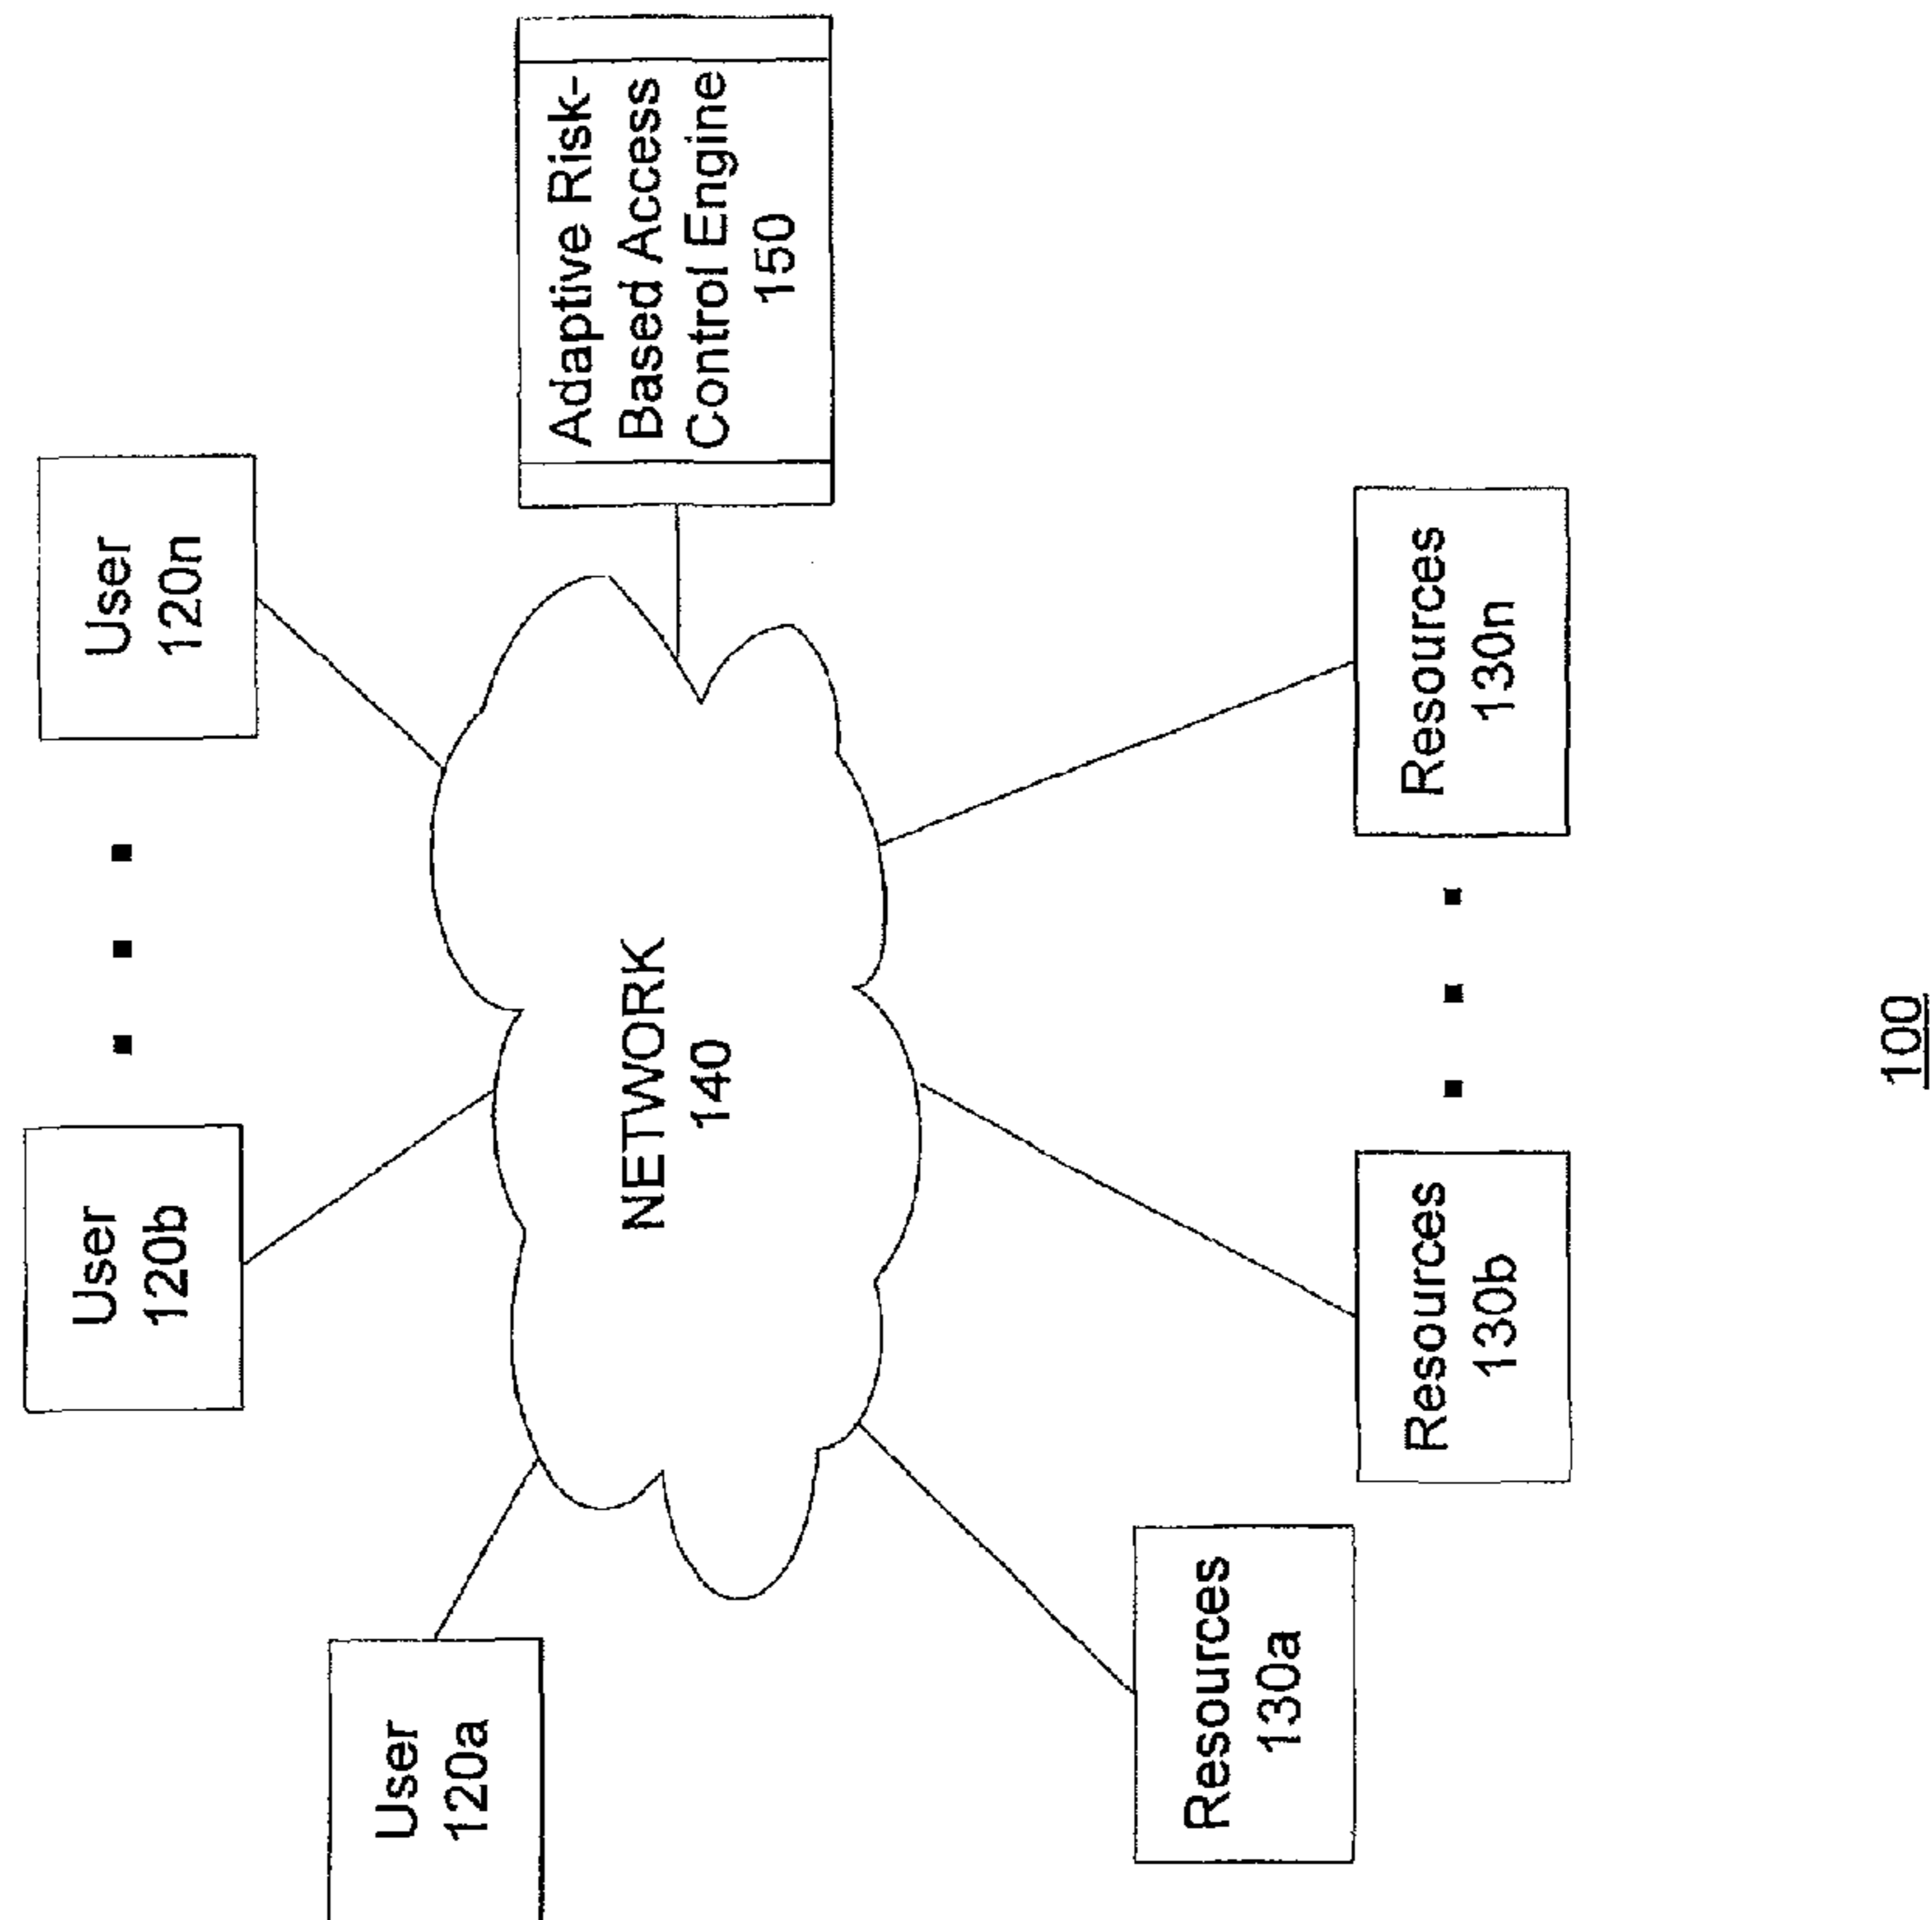 User
120a
User
120b
User
120n
NETWORK
140
Adaptive Risk-
Based Access
Control Engine
150
Resources
130a
Resources
130b
Resources
130n
100